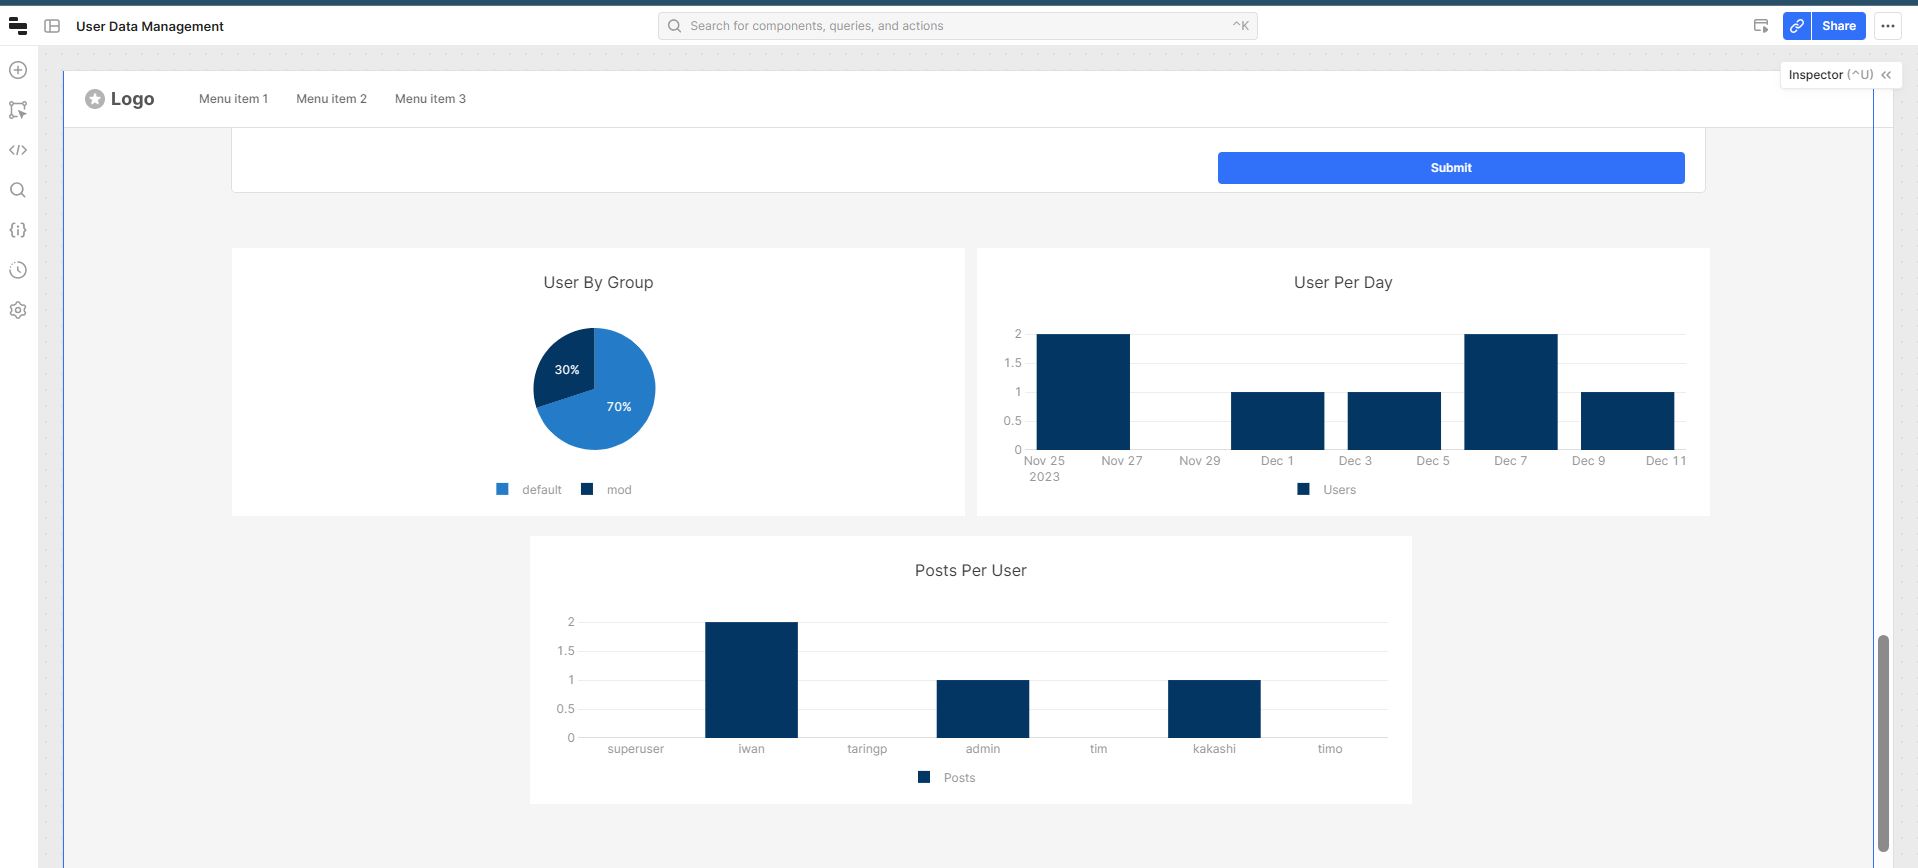 User Data Management
Search for components, queries, and actions ^K
Share
Inspector (^U)
Logo Menu item 1 Menu item 2 Menu item 3
Submit
User By Group
30%
70%
default mod
User Per Day
2
1.5
1
0.5
0
Nov 25 Nov 27 Nov 29 Dec 1 Dec 3 Dec 5 Dec 7 Dec 9 Dec 11
2023
Users
Posts Per User
2
1.5
1
0.5
0
superuser iwan taringp admin tim kakashi timo
Posts